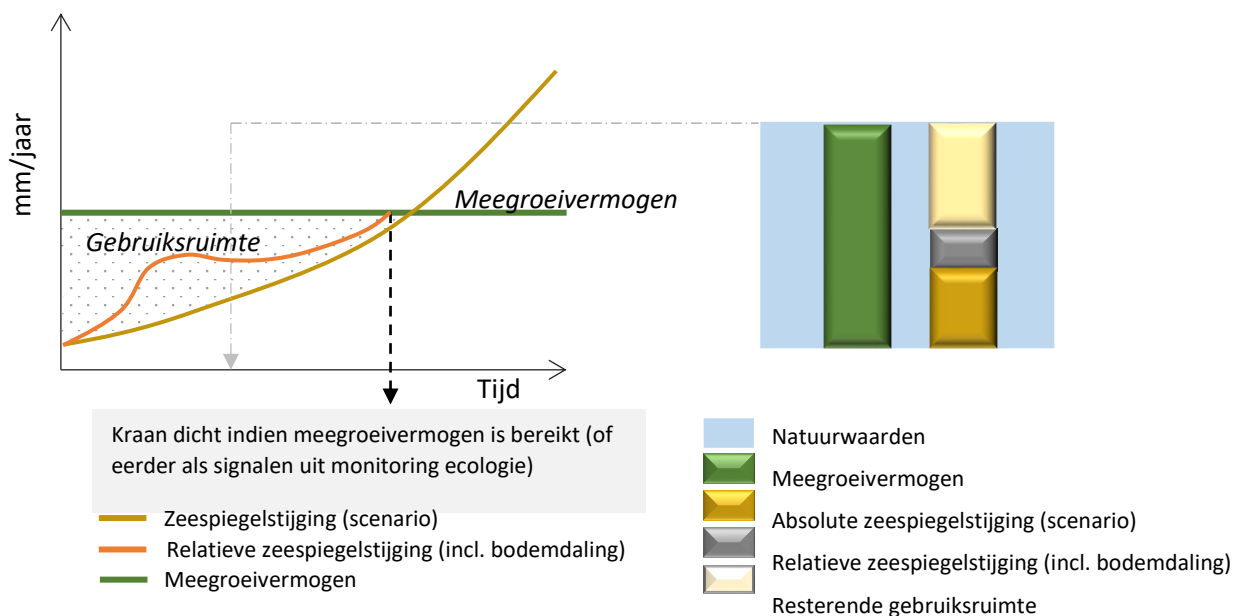 mm/jaar
Meegroeivermogen
Gebruiksruimte
Tijd
Kraan dicht indien meegroeivermogen is bereikt (of
eerder als signalen uit monitoring ecologie)
Zeespiegelstijging (scenario)
Relatieve zeespiegelstijging (incl. bodemdaling)
Meegroeivermogen
Natuurwaarden
Meegroeivermogen
Absolute zeespiegelstijging (scenario)
Relatieve zeespiegelstijging (incl. bodemdaling)
Resterende gebruiksruimte